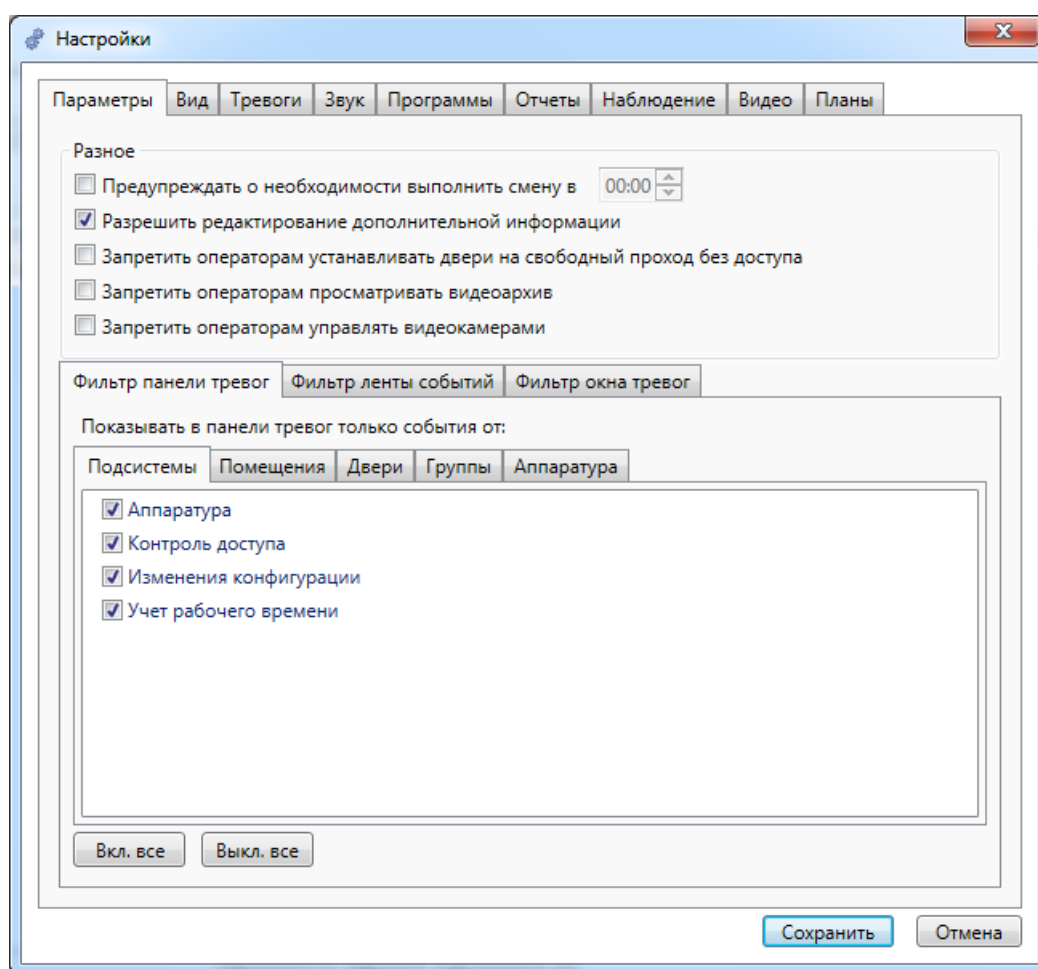 Настройки
Параметры Вид Тревоги Звук Программы Отчеты Наблюдение Видео Планы
Разное
Предупреждать о необходимости выполнить смену в 00:00
Разрешить редактирование дополнительной информации
Запретить операторам устанавливать двери на свободный проход без доступа
Запретить операторам просматривать видеоархив
Запретить операторам управлять видеокамерами
Фильтр панели тревог Фильтр ленты событий Фильтр окна тревог
Показывать в панели тревог только события от:
Подсистемы Помещения Двери Группы Аппаратура
Аппаратура
Контроль доступа
Изменения конфигурации
Учет рабочего времени
Вкл. все Выкл. все
Сохранить Отмена